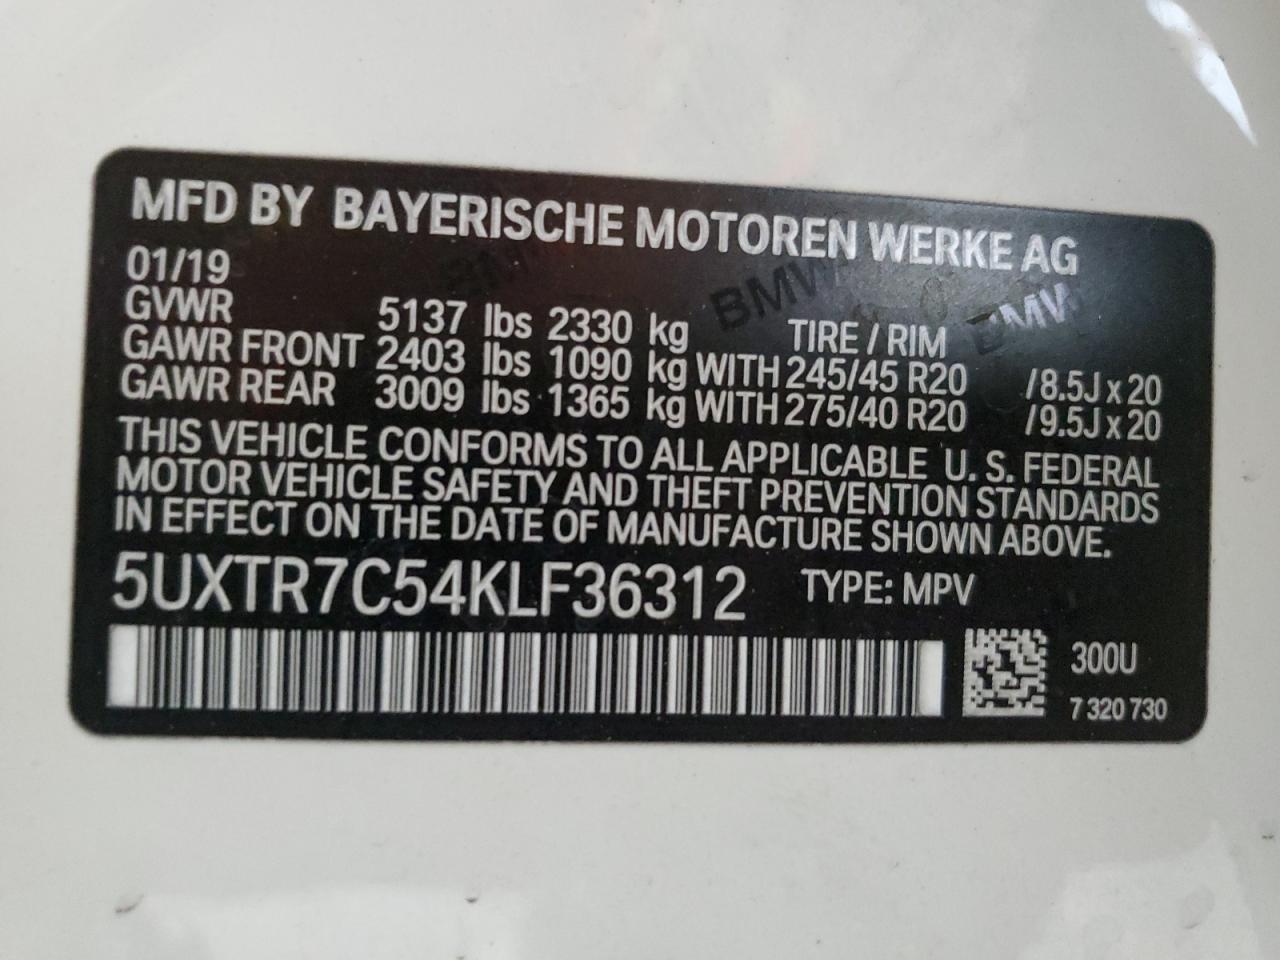 MFD BY BAYERISCHE MOTOREN WERKE AG
01/19
GVWR 5137 lbs 2330 kg TIRE / RIM
GAWR FRONT 2403 lbs 1090 kg WITH 245/45 R20 /8.5J x 20
GAWR REAR 3009 lbs 1365 kg WITH 275/40 R20 /9.5J x 20
THIS VEHICLE CONFORMS TO ALL APPLICABLE U. S. FEDERAL
MOTOR VEHICLE SAFETY AND THEFT PREVENTION STANDARDS
IN EFFECT ON THE DATE OF MANUFACTURE SHOWN ABOVE.
5UXTR7C54KLF36312 TYPE: MPV
300U
7 320 730
BMW
BMW
BMW